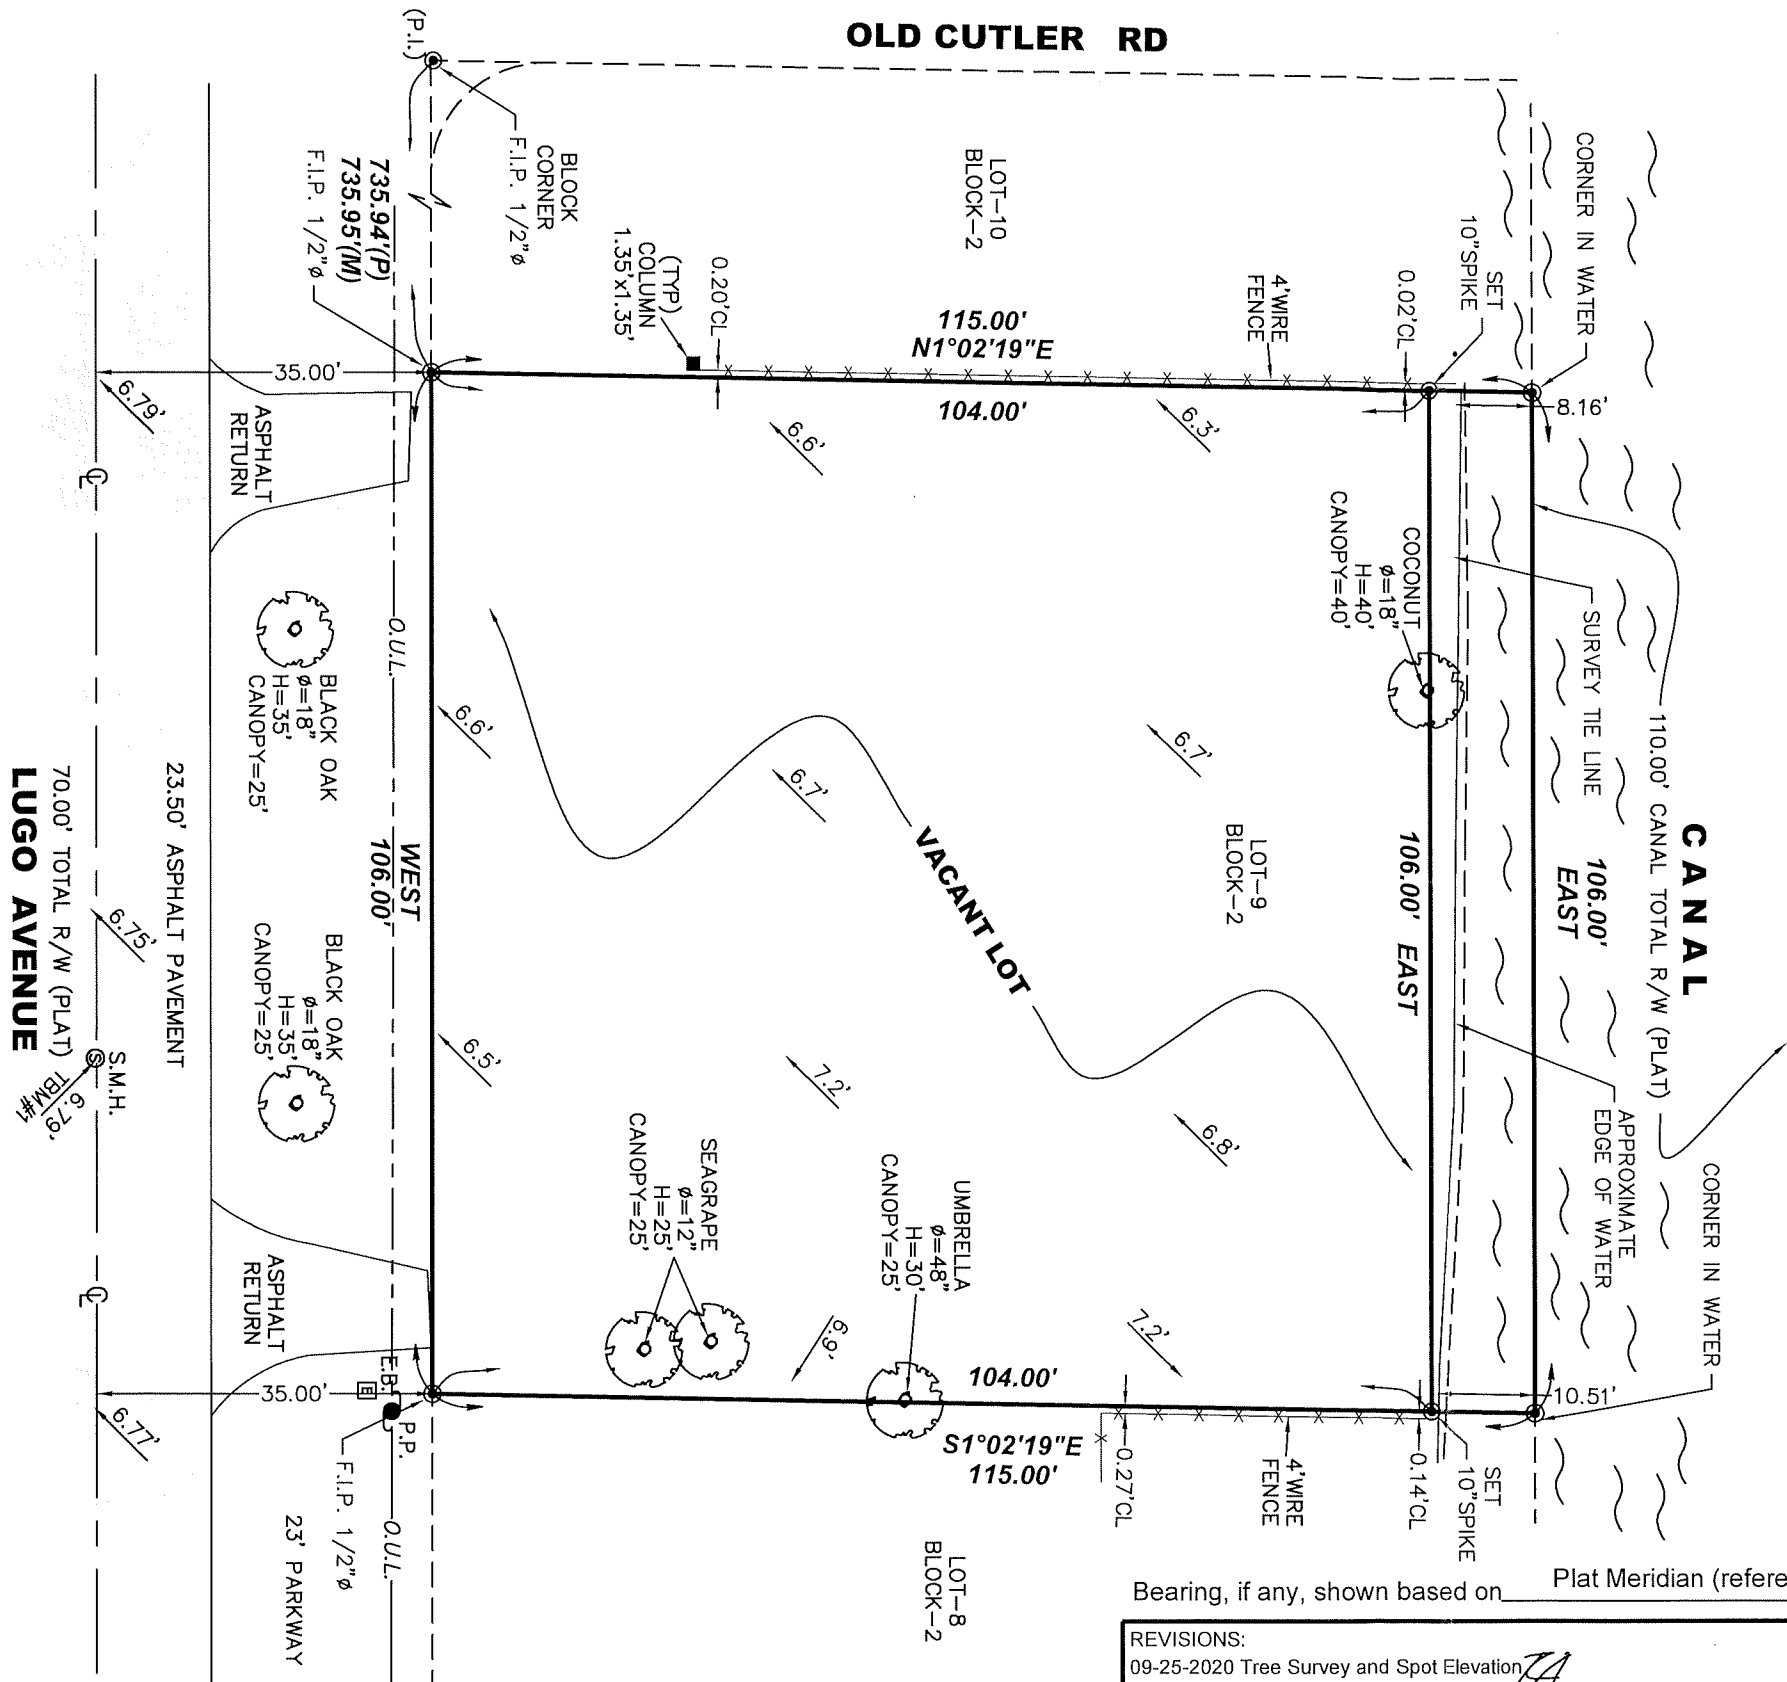 OLD CUTLER RD
(P.I.)
BLOCK
CORNER
F.I.P. 1/2"ø
735.94'(P)
735.95'(M)
F.I.P. 1/2"ø
LOT-10
BLOCK-2
(TYP)
COLUMN
1.35'x1.35'
0.20'CL
115.00'
N1°02'19"E
104.00'
4'WIRE
FENCE
0.02'CL
SET
10"SPIKE
CORNER IN WATER
8.16'
35.00'
6.79'
ASPHALT
RETURN
6.6'
6.3'
COCONUT
ø=18"
H=40'
CANOPY=40'
SURVEY TIE LINE
110.00' CANAL TOTAL R/W (PLAT)
CANAL
106.00'
EAST
106.00' EAST
APPROXIMATE
EDGE OF WATER
CORNER IN WATER
O.U.L.
BLACK OAK
ø=18"
H=35'
CANOPY=25'
6.6'
6.7'
6.7'
VACANT LOT
LOT-9
BLOCK-2
WEST
106.00'
23.50' ASPHALT PAVEMENT
70.00' TOTAL R/W (PLAT)
LUGO AVENUE
6.75'
S.M.H.
S
6.79'
TBM#1
BLACK OAK
ø=18"
H=35'
CANOPY=25'
6.5'
7.2'
6.8'
SEAGRAPE
ø=12"
H=25'
CANOPY=25'
UMBRELLA
ø=48"
H=30'
CANOPY=25'
6.9'
7.2'
104.00'
S1°02'19"E
115.00'
0.27'CL
4'WIRE
FENCE
0.14'CL
SET
10"SPIKE
10.51'
ASPHALT
RETURN
35.00'
6.77'
E.B.
E
P.P.
F.I.P. 1/2"ø
O.U.L.
23' PARKWAY
LOT-8
BLOCK-2
Bearing, if any, shown based on Plat Meridian (refere
REVISIONS:
09-25-2020 Tree Survey and Spot Elevation